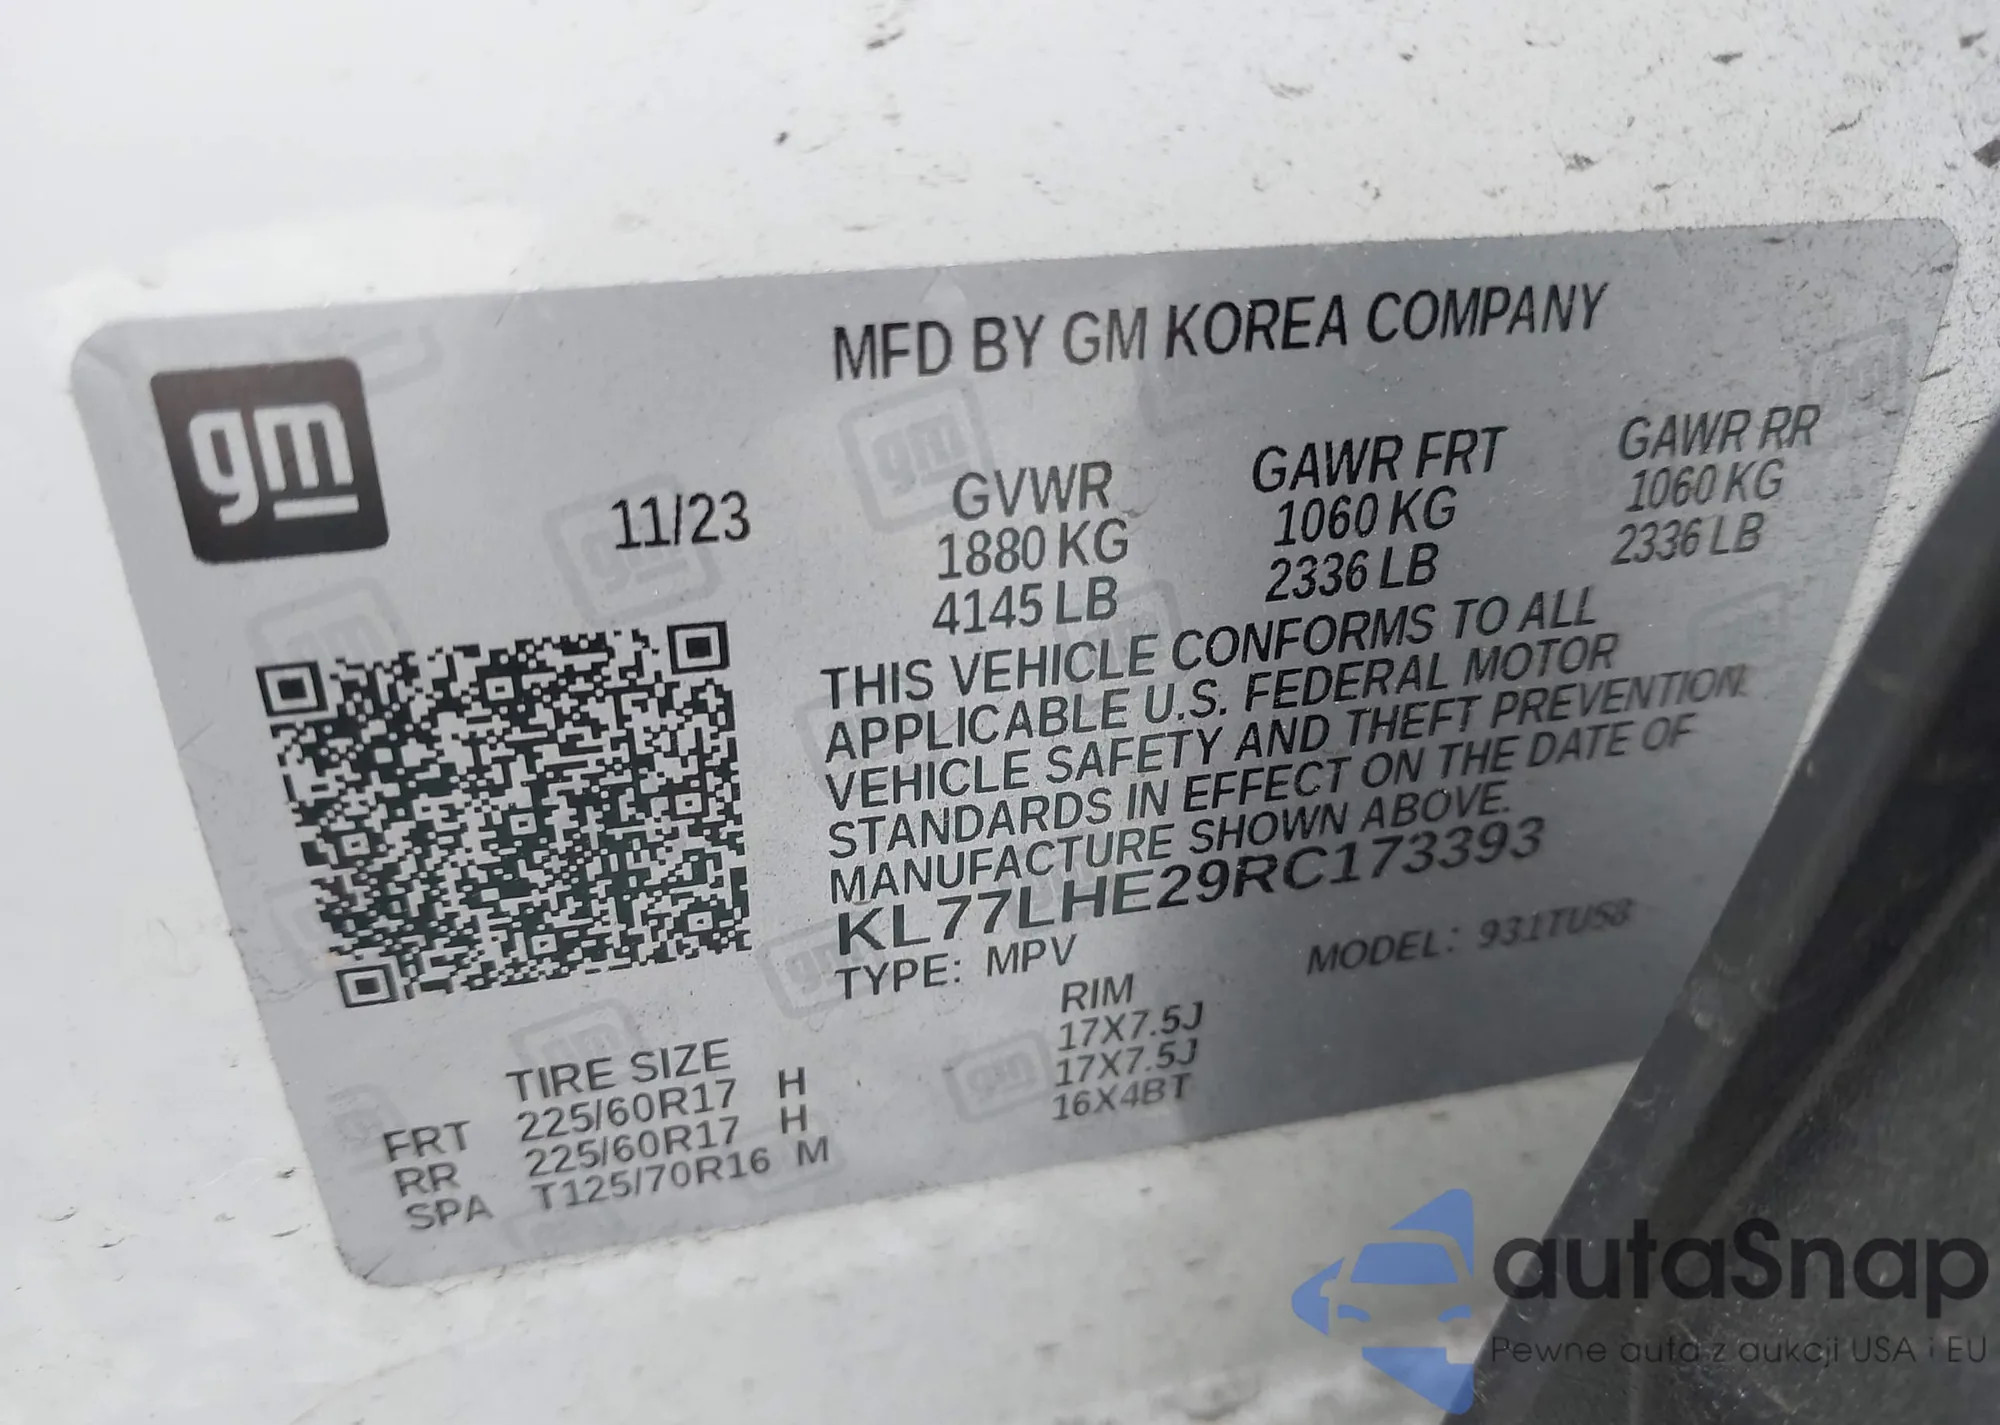 MFD BY GM KOREA COMPANY
gm
11/23
GVWR GAWR FRT GAWR RR
1880 KG 1060 KG 1060 KG
4145 LB 2336 LB 2336 LB
THIS VEHICLE CONFORMS TO ALL
APPLICABLE U.S. FEDERAL MOTOR
VEHICLE SAFETY AND THEFT PREVENTION
STANDARDS IN EFFECT ON THE DATE OF
MANUFACTURE SHOWN ABOVE.
KL77LHE29RC173393
TYPE: MPV MODEL: 931TUS8
TIRE SIZE RIM
FRT 225/60R17 H 17X7.5J
RR 225/60R17 H 17X7.5J
SPA T125/70R16 M 16X4BT
autaSnap
Pewne auta z aukcji USA i EU